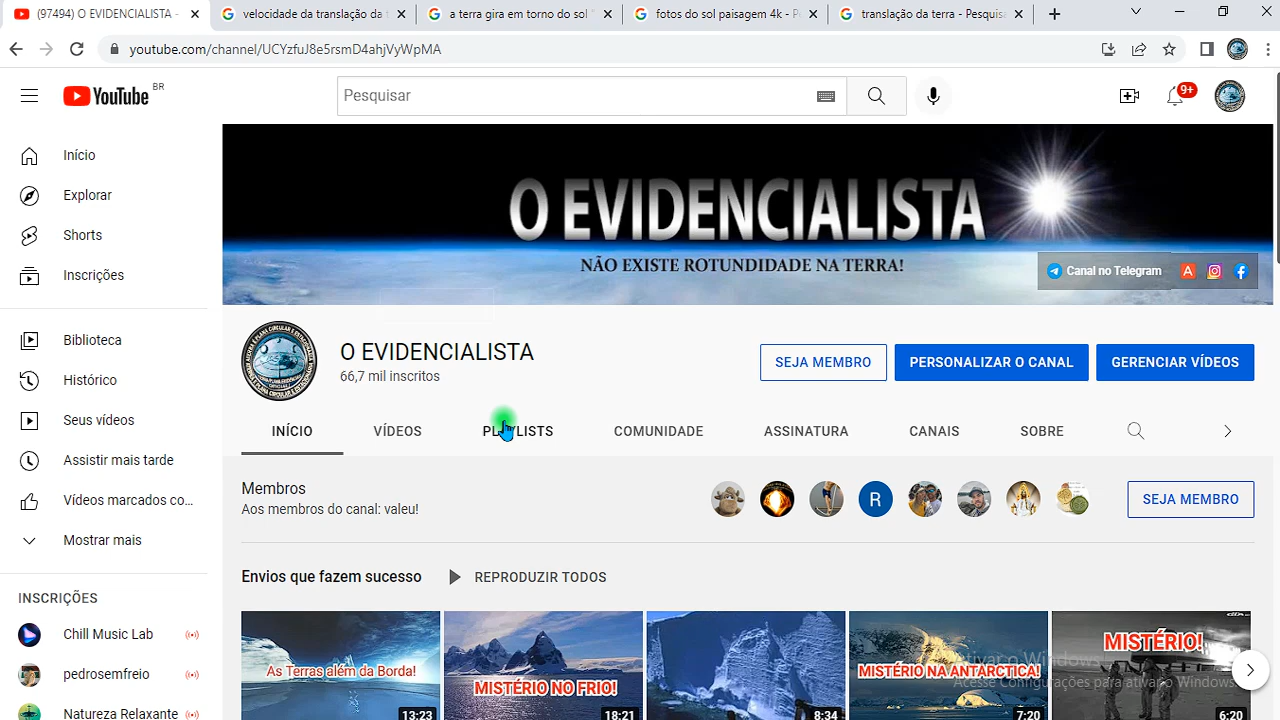 (97494) O EVIDENCIALISTA -
velocidade da translação da t
a terra gira em torno do sol "
fotos do sol paisagem 4k - Pe
translação da terra - Pesquisa
youtube.com/channel/UCYzfuJ8e5rsmD4ahjVyWpMA
YouTube BR
Pesquisar
9+
Início
Explorar
Shorts
Inscrições
Biblioteca
Histórico
Seus vídeos
Assistir mais tarde
Vídeos marcados co...
Mostrar mais
INSCRIÇÕES
Chill Music Lab
pedrosemfreio
Natureza Relaxante
O EVIDENCIALISTA
NÃO EXISTE ROTUNDIDADE NA TERRA!
Canal no Telegram
O EVIDENCIALISTA
66,7 mil inscritos
SEJA MEMBRO
PERSONALIZAR O CANAL
GERENCIAR VÍDEOS
INÍCIO
VÍDEOS
PLAYLISTS
COMUNIDADE
ASSINATURA
CANAIS
SOBRE
Membros
Aos membros do canal: valeu!
R
SEJA MEMBRO
Envios que fazem sucesso
REPRODUZIR TODOS
As Terras além da Borda!
13:23
MISTÉRIO NO FRIO!
18:21
8:34
MISTÉRIO NA ANTARCTICA!
7:20
MISTÉRIO!
6:20
Ativar o Windows
Acesse Configurações para ativar o Windows.